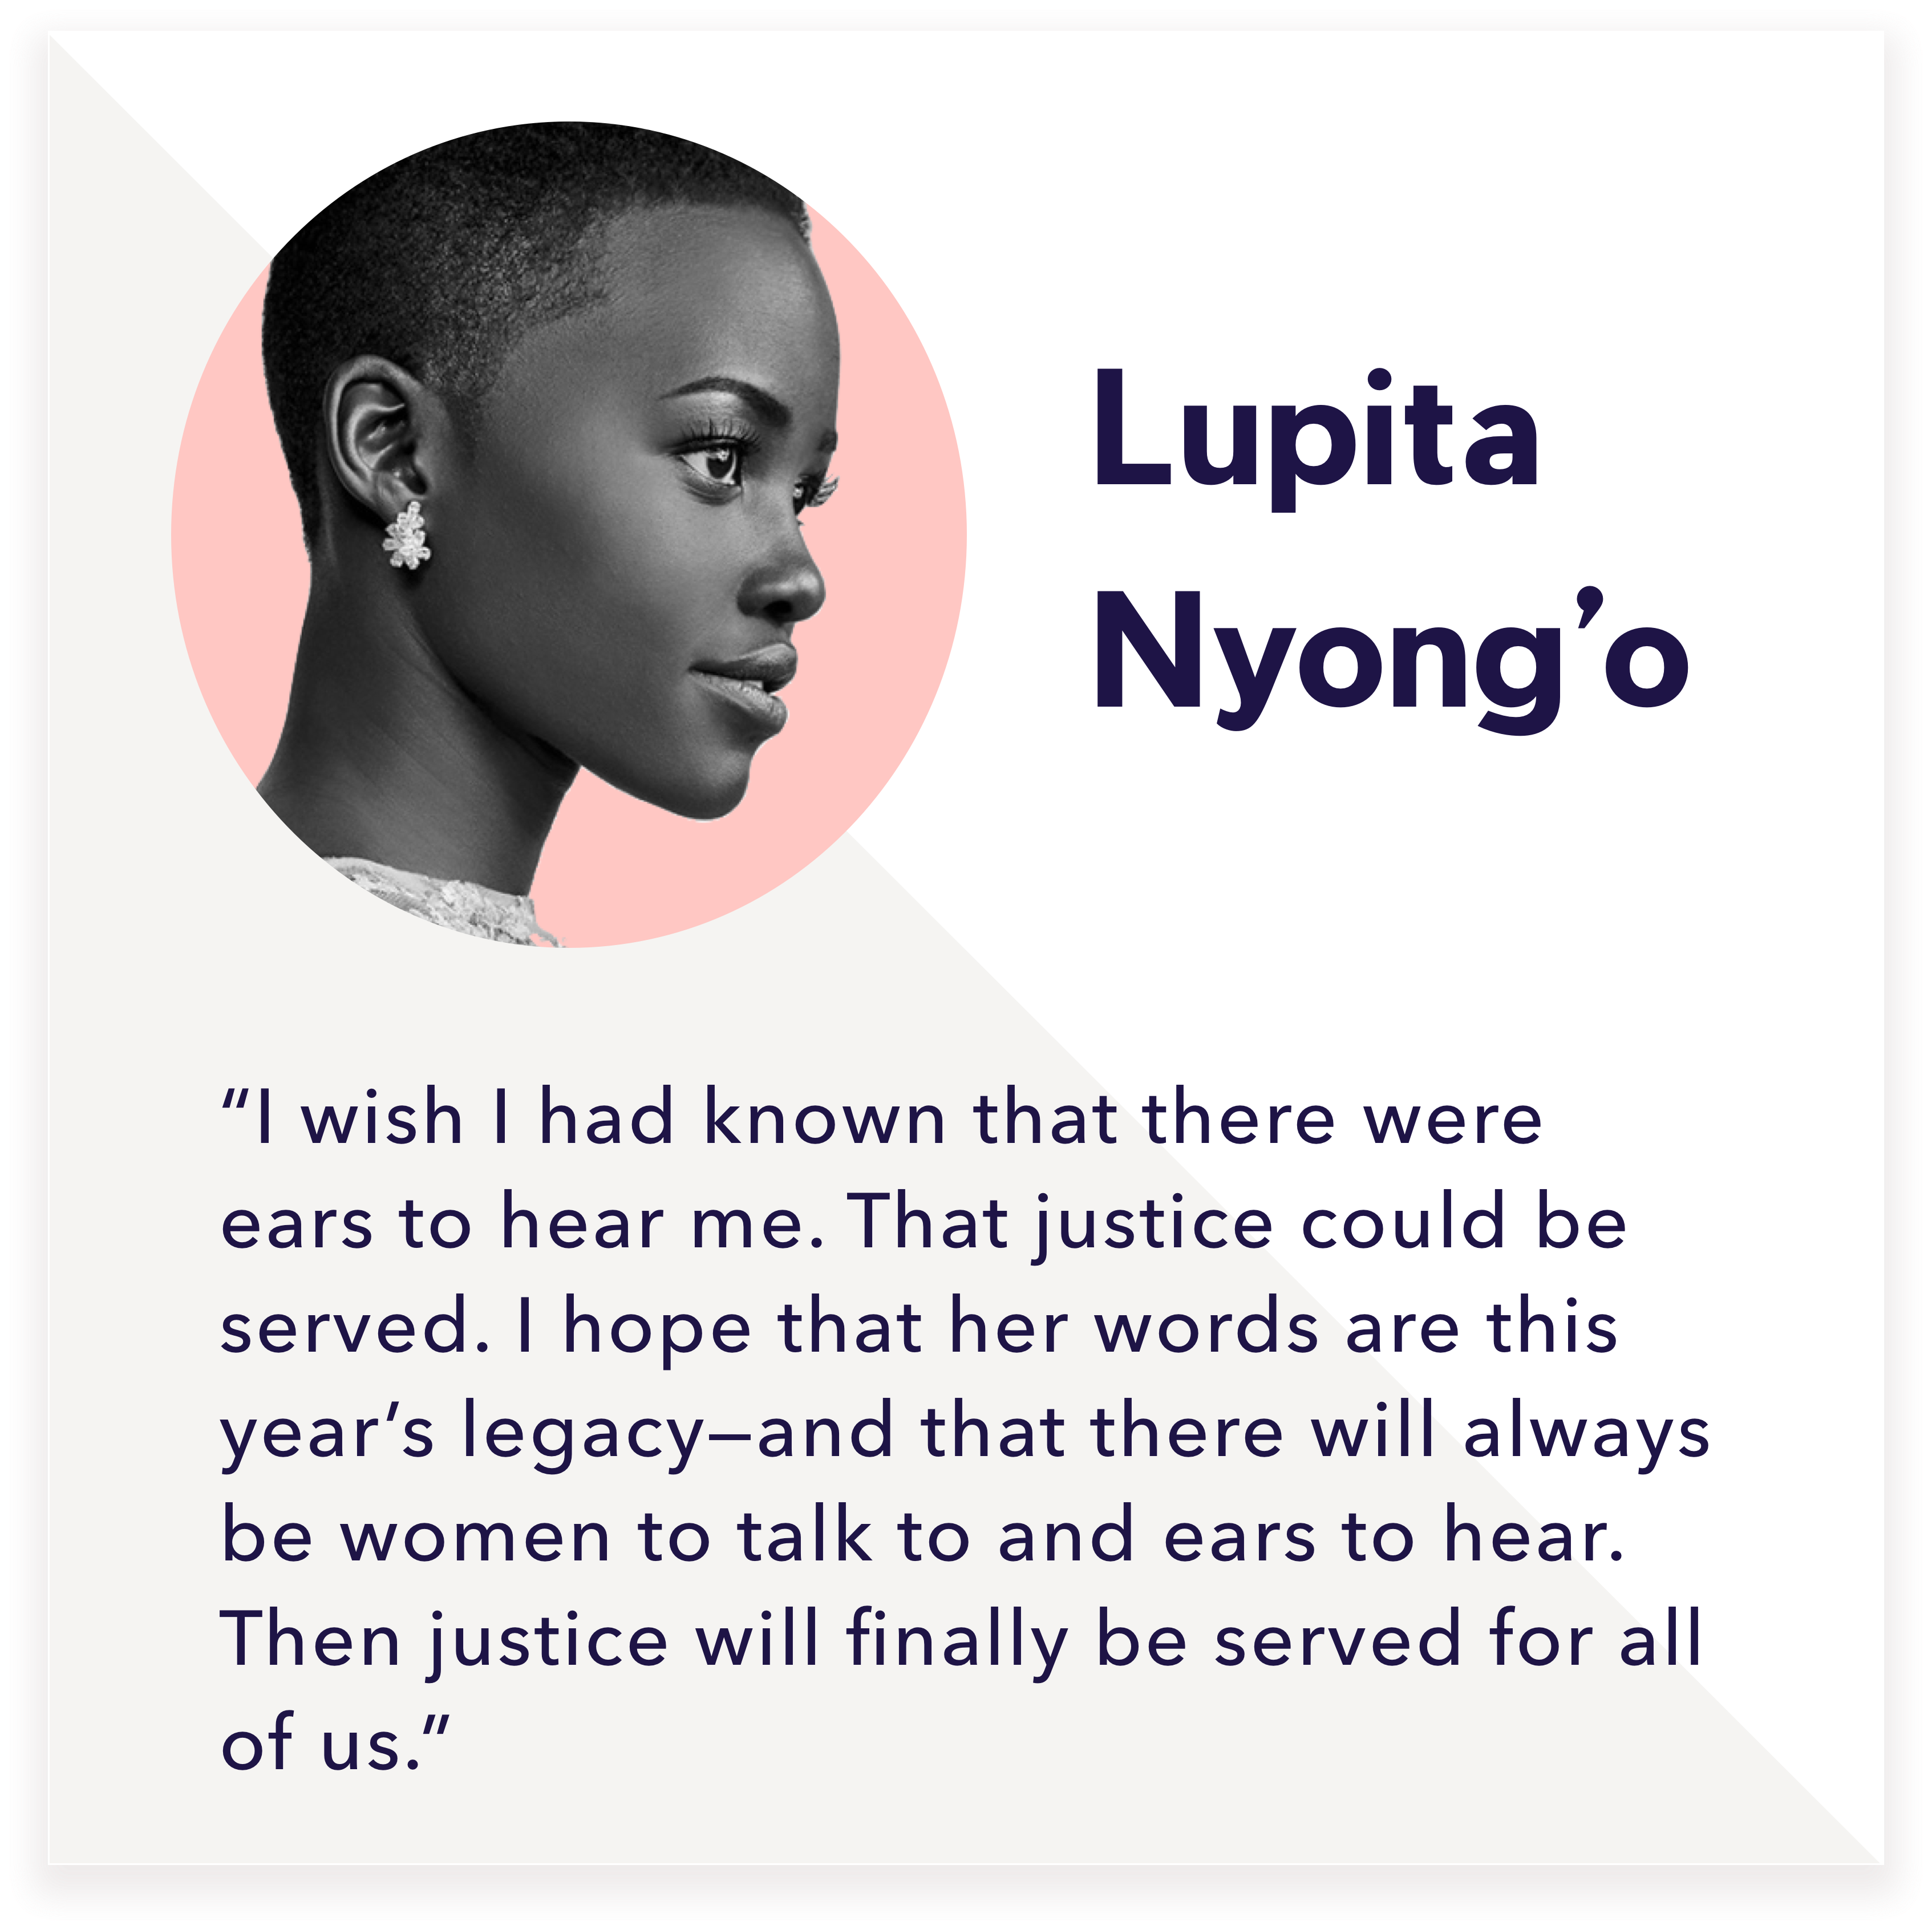 Lupita
Nyong’o
“I wish I had known that there were
ears to hear me. That justice could be
served. I hope that her words are this
year’s legacy—and that there will always
be women to talk to and ears to hear.
Then justice will finally be served for all
of us.”